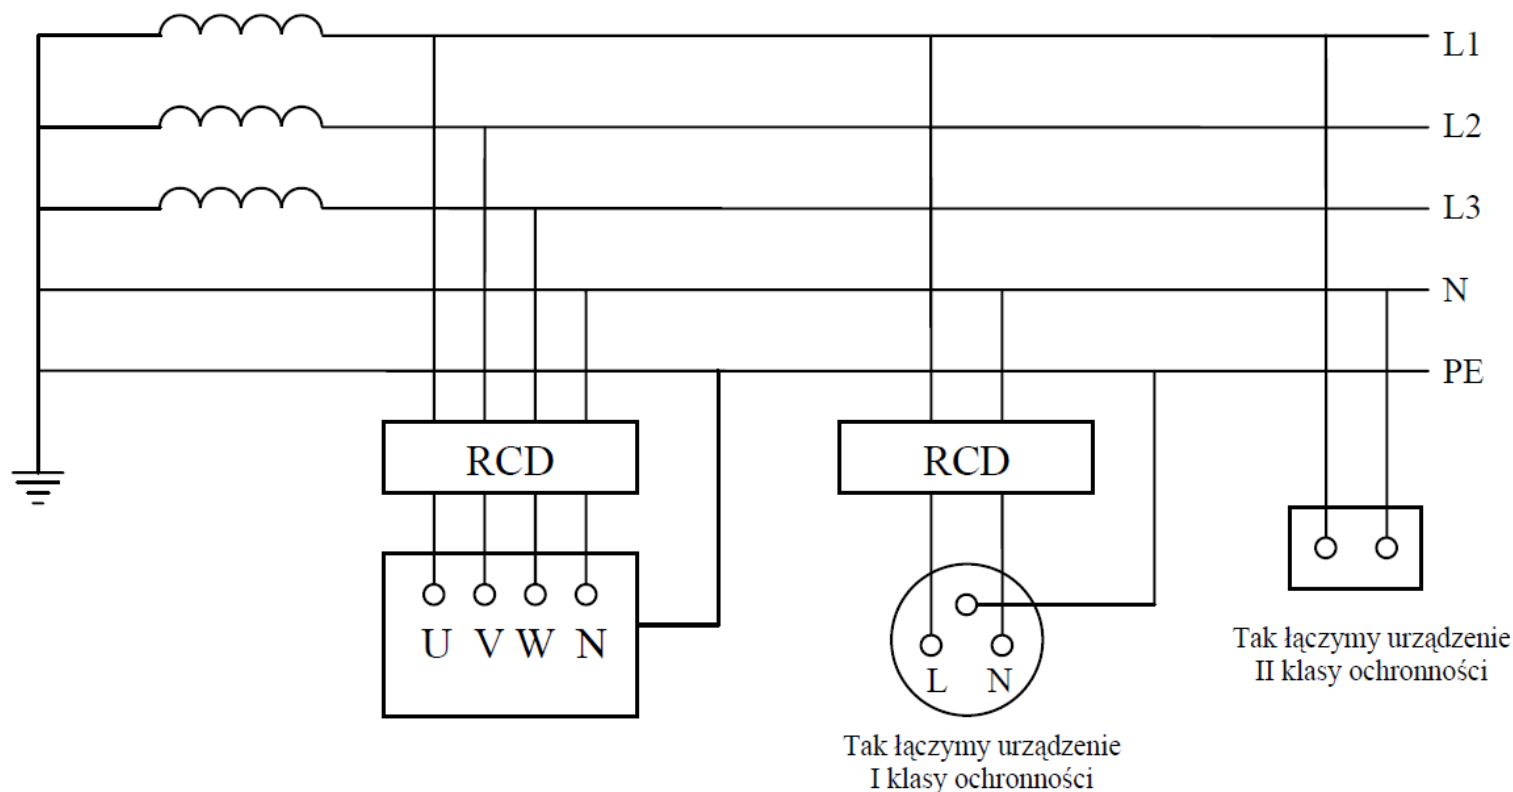 L1
L2
L3
N
PE
RCD
RCD
U V W N
L N
Tak łączymy urządzenie
I klasy ochronności
Tak łączymy urządzenie
II klasy ochronności